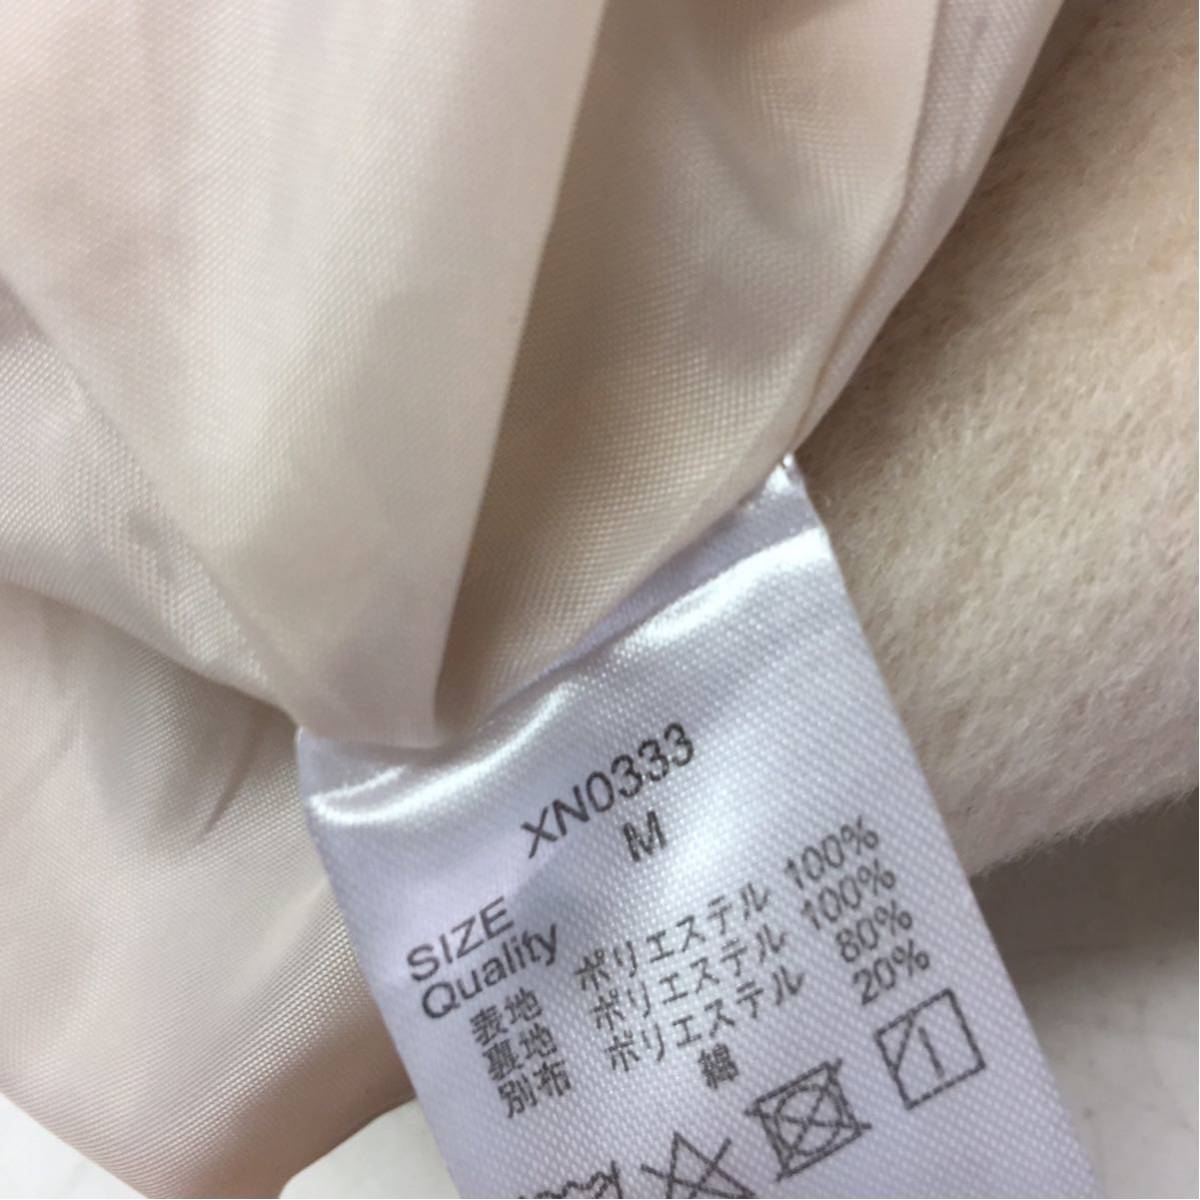 XN0333
SIZE M
Quality
表地 ポリエステル 100%
裏地 ポリエステル 100%
別布 ポリエステル 80%
綿 20%